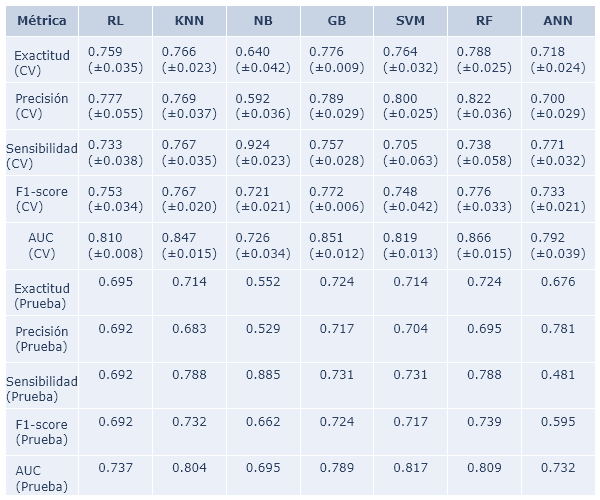 Métrica RL KNN NB GB SVM RF ANN
Exactitud 0.759 0.766 0.640 0.776 0.764 0.788 0.718
(CV) (±0.035) (±0.023) (±0.042) (±0.009) (±0.032) (±0.025) (±0.024)
Precisión 0.777 0.769 0.592 0.789 0.800 0.822 0.700
(CV) (±0.055) (±0.037) (±0.036) (±0.029) (±0.025) (±0.036) (±0.029)
Sensibilidad 0.733 0.767 0.924 0.757 0.705 0.738 0.771
(CV) (±0.038) (±0.035) (±0.023) (±0.028) (±0.063) (±0.058) (±0.032)
F1-score 0.753 0.767 0.721 0.772 0.748 0.776 0.733
(CV) (±0.034) (±0.020) (±0.021) (±0.006) (±0.042) (±0.033) (±0.021)
AUC 0.810 0.847 0.726 0.851 0.819 0.866 0.792
(CV) (±0.008) (±0.015) (±0.034) (±0.012) (±0.013) (±0.015) (±0.039)
Exactitud 0.695 0.714 0.552 0.724 0.714 0.724 0.676
(Prueba)
Precisión 0.692 0.683 0.529 0.717 0.704 0.695 0.781
(Prueba)
Sensibilidad 0.692 0.788 0.885 0.731 0.731 0.788 0.481
(Prueba)
F1-score 0.692 0.732 0.662 0.724 0.717 0.739 0.595
(Prueba)
AUC 0.737 0.804 0.695 0.789 0.817 0.809 0.732
(Prueba)